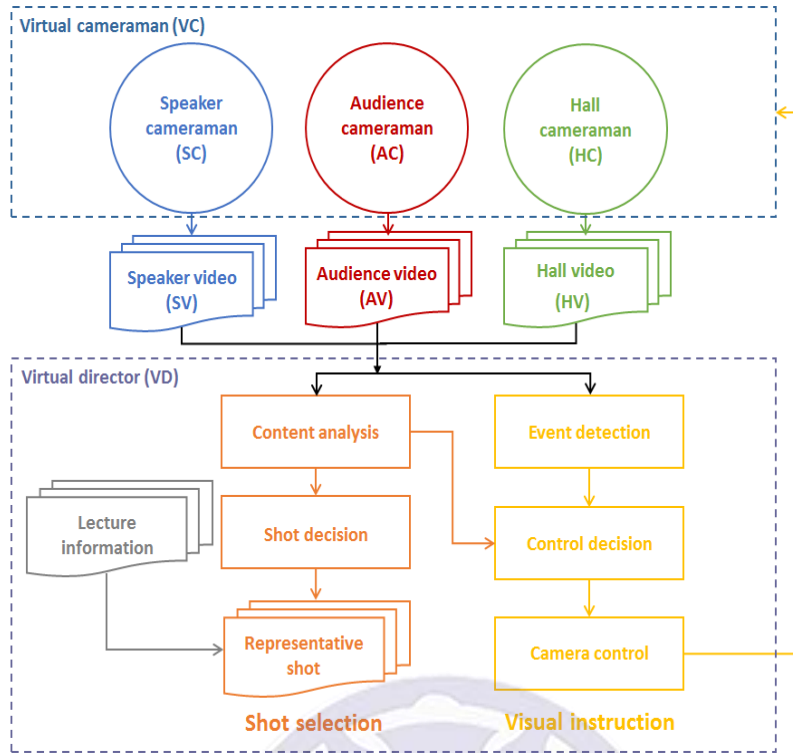 Virtual cameraman (VC)
Speaker
cameraman
(SC)
Audience
cameraman
(AC)
Hall
cameraman
(HC)
Speaker video
(SV)
Audience video
(AV)
Hall video
(HV)
Virtual director (VD)
Content analysis
Event detection
Lecture
information
Shot decision
Control decision
Representative
shot
Camera control
Shot selection
Visual instruction